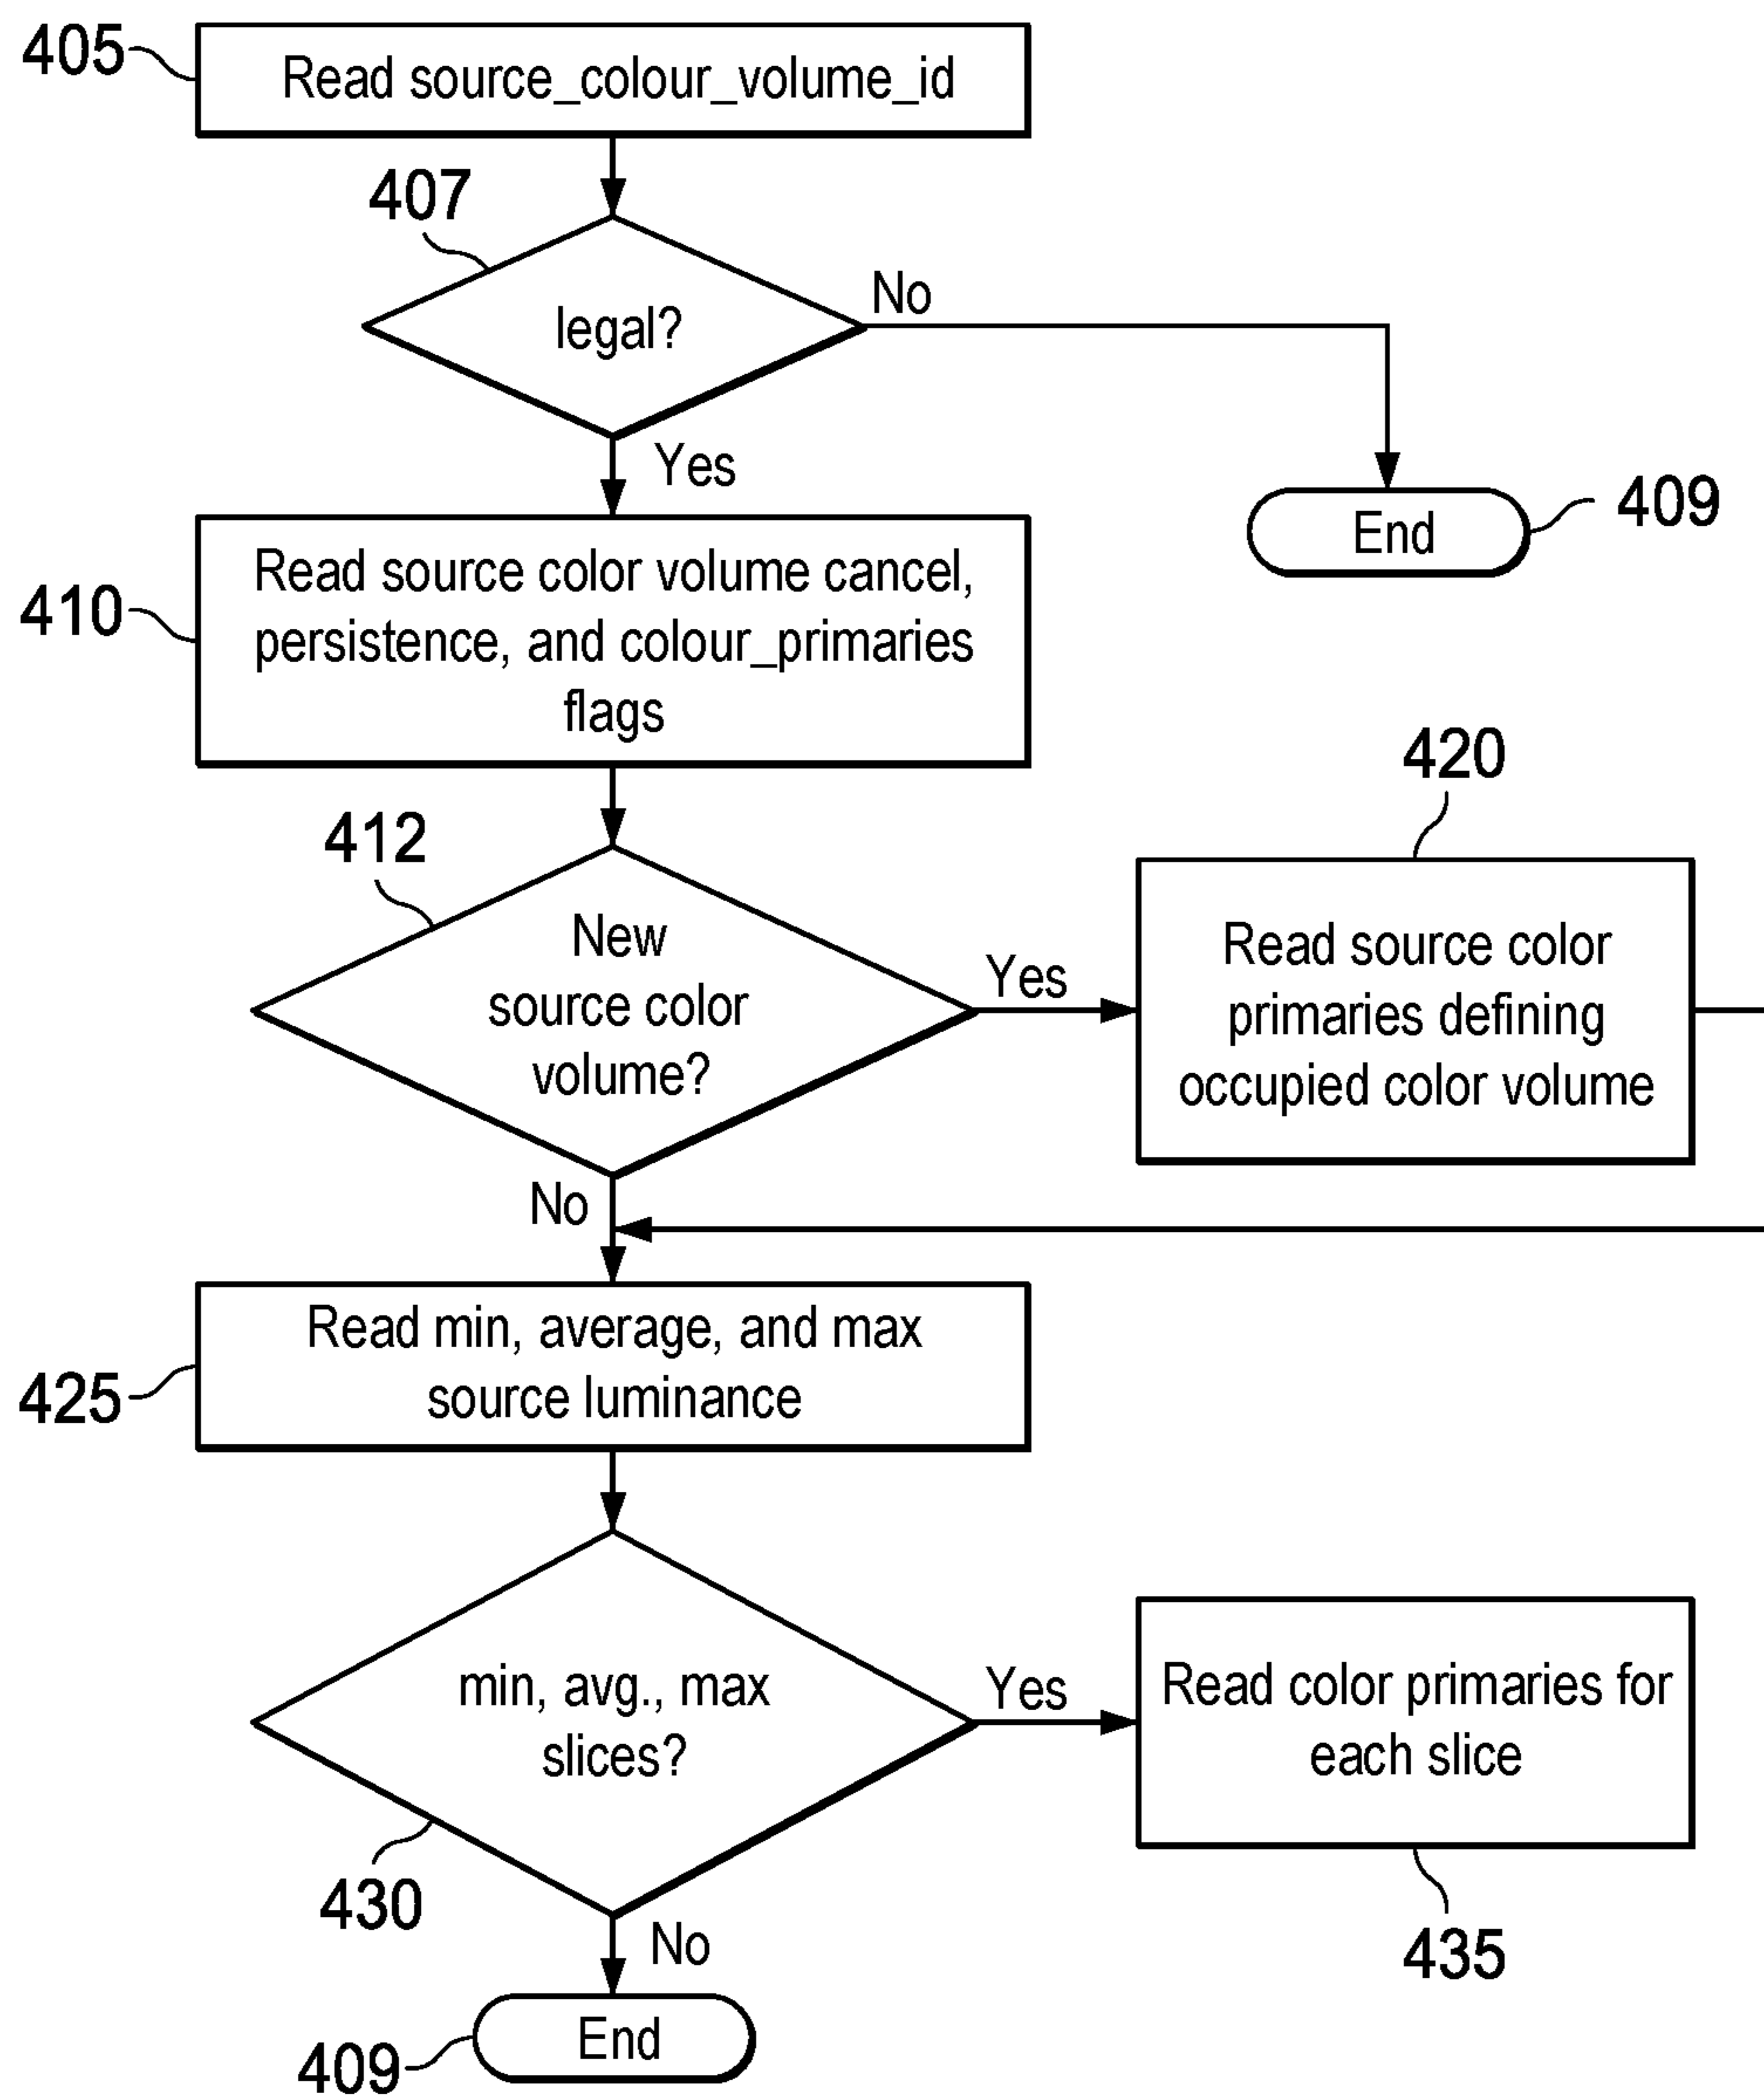 405
Read source_colour_volume_id
407
legal?
No
Yes
End
409
410
Read source color volume cancel,
persistence, and colour_primaries
flags
412
New
source color
volume?
Yes
420
Read source color
primaries defining
occupied color volume
No
425
Read min, average, and max
source luminance
430
min, avg., max
slices?
Yes
Read color primaries for
each slice
435
No
End
409